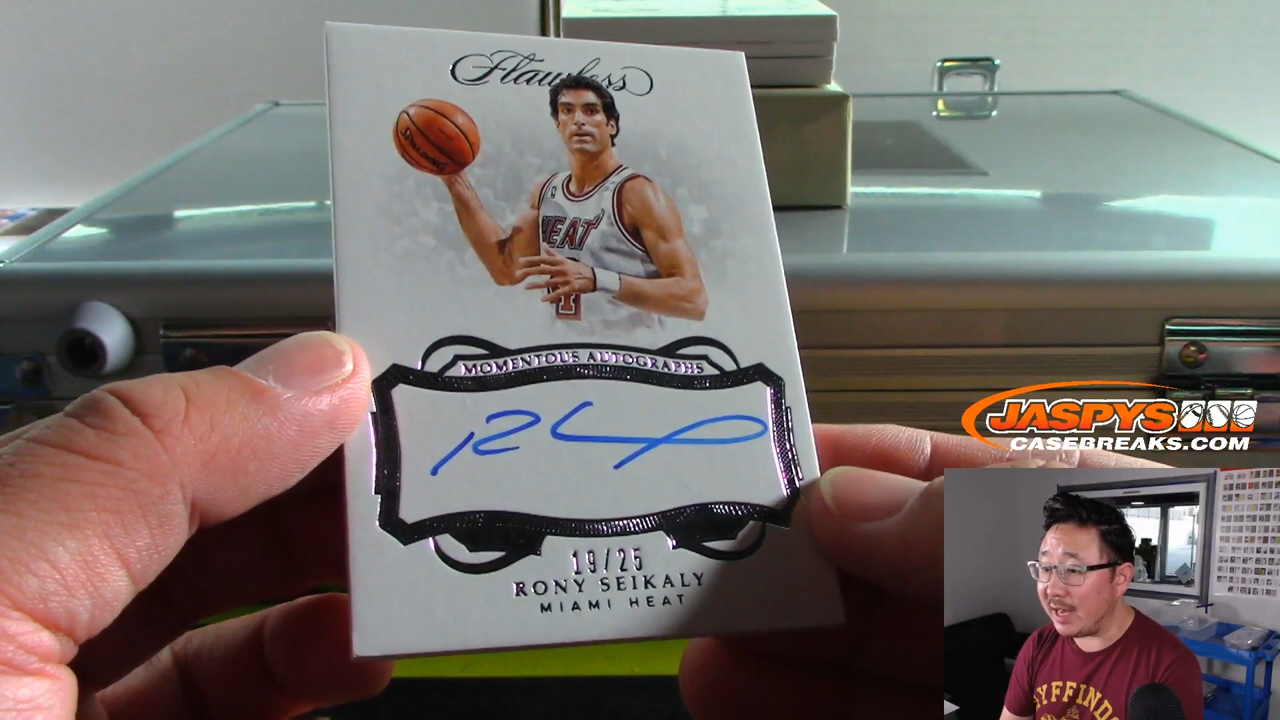 Flawless
SPALDING
HEAT
MOMENTOUS AUTOGRAPHS
19/25
RONY SEIKALY
MIAMI HEAT
JASPYS
CASEBREAKS.COM